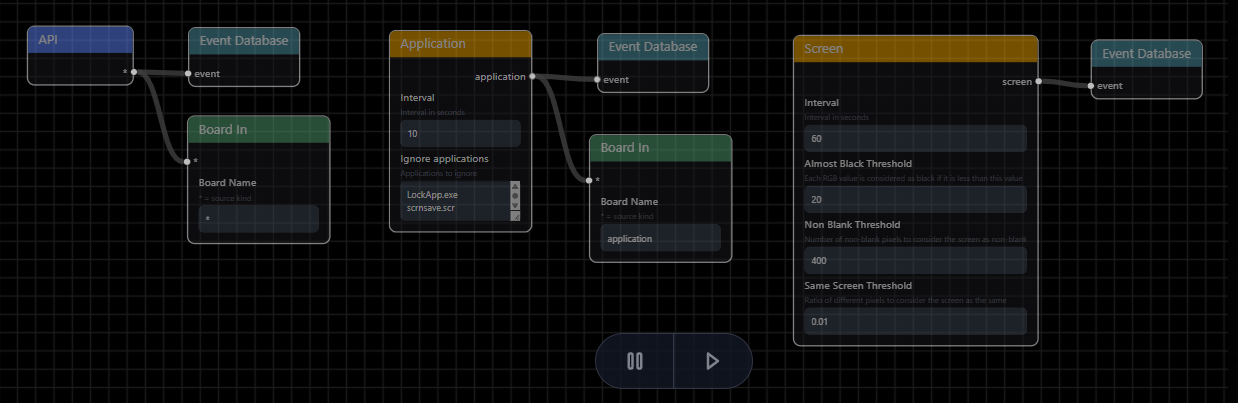 API
*
Event Database
event
Board In
*
Board Name
* = source kind
*
Application
application
Interval
Interval in seconds
10
Ignore applications
Applications to ignore
LockApp.exe
scrnsave.scr
Event Database
event
Board In
*
Board Name
* = source kind
application
Screen
screen
Interval
Interval in seconds
60
Almost Black Threshold
Each RGB value is considered as black if it is less than this value
20
Non Blank Threshold
Number of non-blank pixels to consider the screen as non-blank
400
Same Screen Threshold
Ratio of different pixels to consider the screen as the same
0.01
Event Database
event